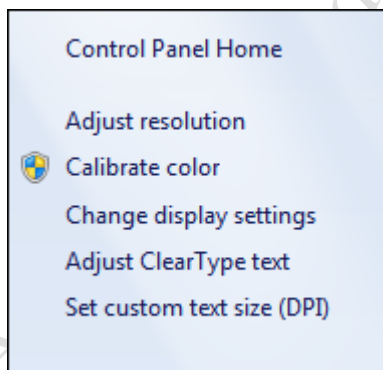 Control Panel Home
Adjust resolution
Calibrate color
Change display settings
Adjust ClearType text
Set custom text size (DPI)